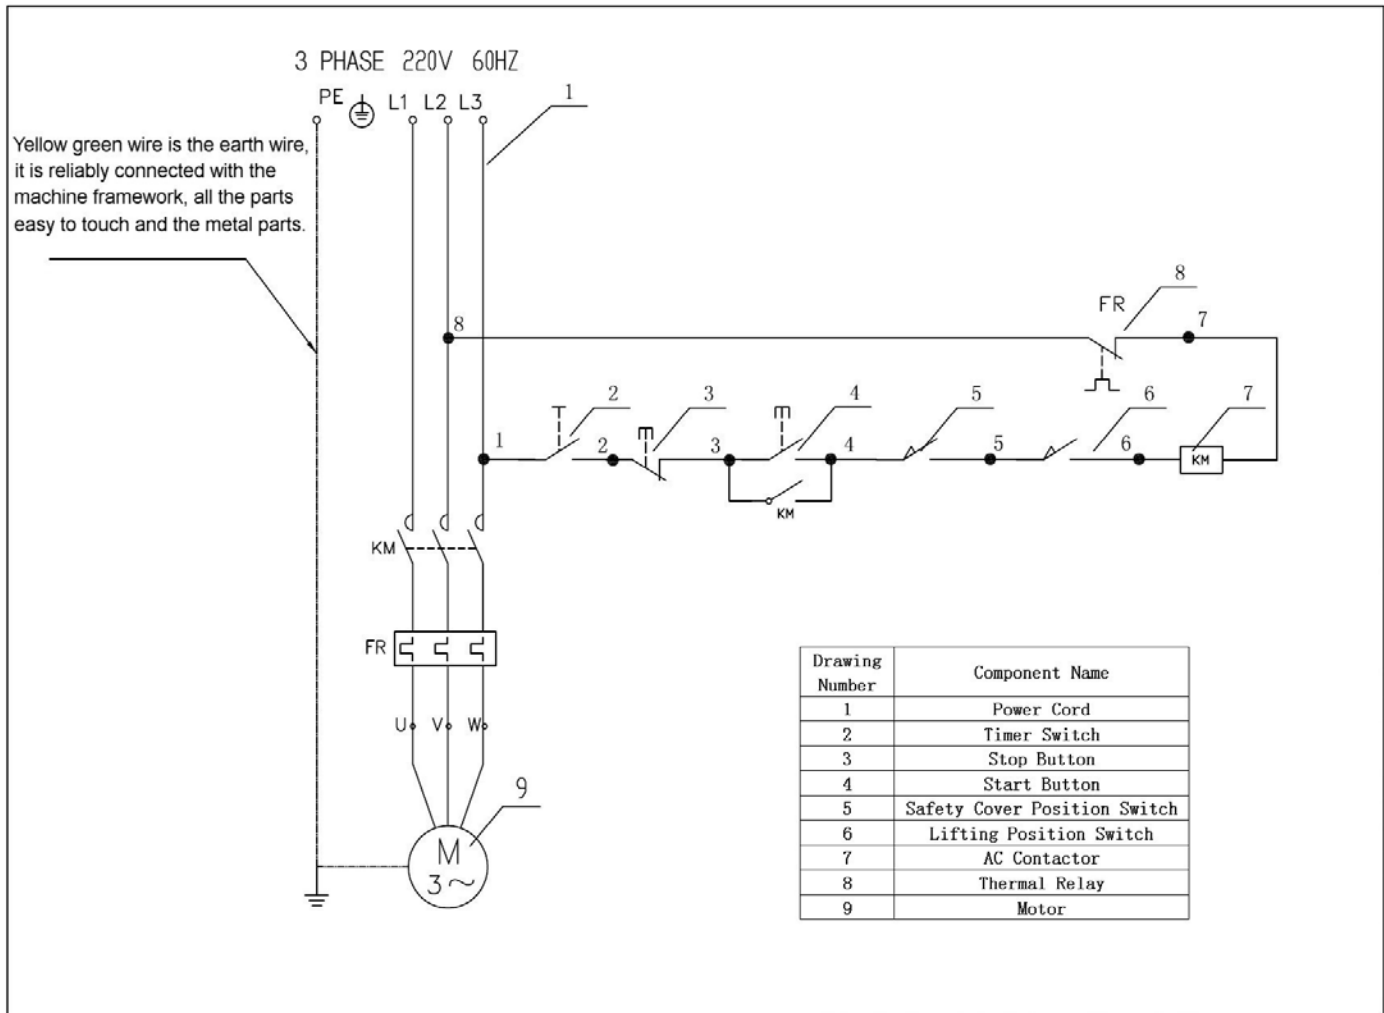 3 PHASE 220V 60HZ
PE L1 L2 L3
1
Yellow green wire is the earth wire,
it is reliably connected with the
machine framework, all the parts
easy to touch and the metal parts.
8
FR
8
7
1
2
2
3
3
4
4
5
5
6
6
7
KM
KM
KM
FR
U V W
9
M
3~
Drawing Number Component Name
1 Power Cord
2 Timer Switch
3 Stop Button
4 Start Button
5 Safety Cover Position Switch
6 Lifting Position Switch
7 AC Contactor
8 Thermal Relay
9 Motor